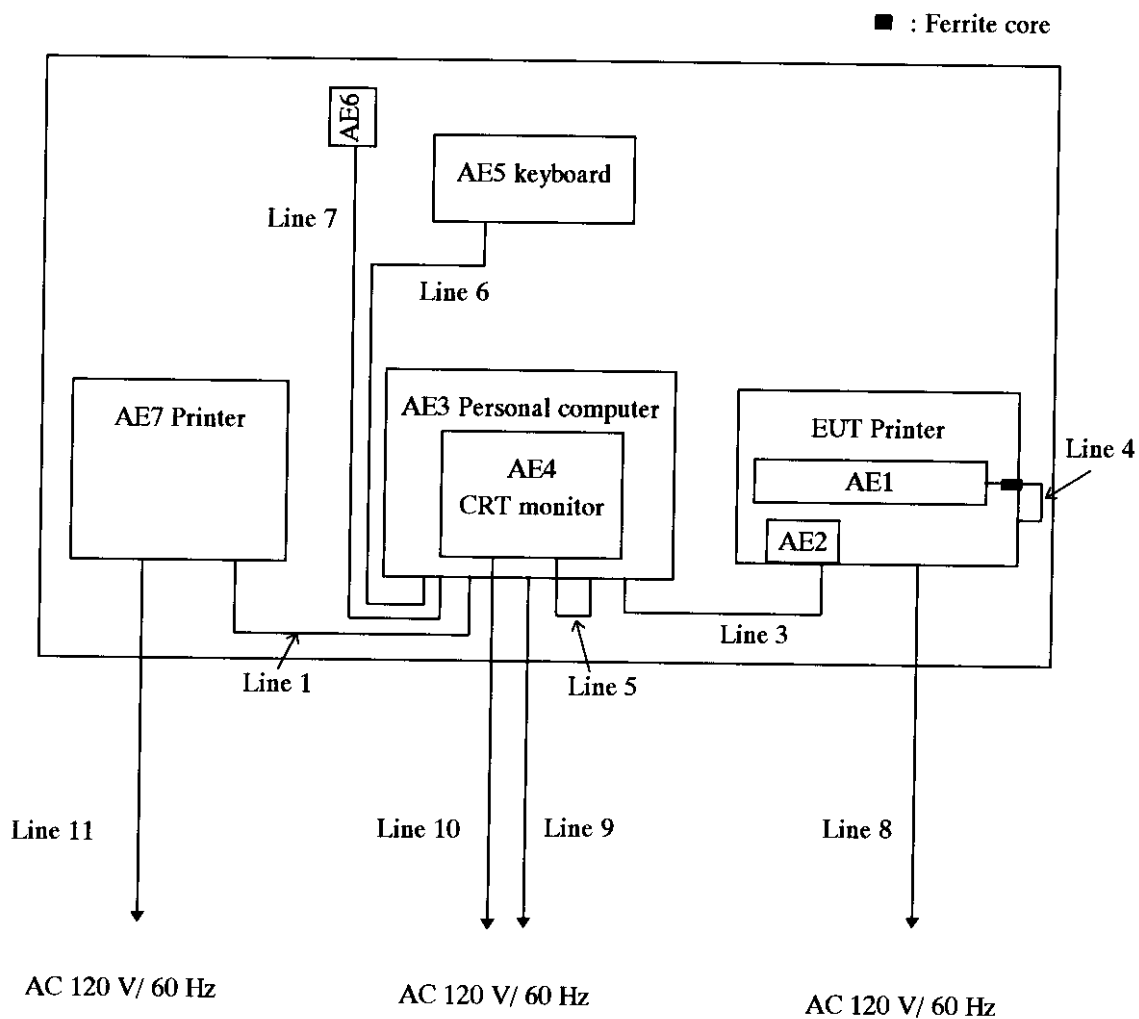 : Ferrite core
AE6
AE5 keyboard
Line 7
Line 6
AE7 Printer
AE3 Personal computer
AE4
CRT monitor
EUT Printer
Line 4
AE1
AE2
Line 3
Line 1
Line 5
Line 11
Line 10
Line 9
Line 8
AC 120 V/ 60 Hz
AC 120 V/ 60 Hz
AC 120 V/ 60 Hz